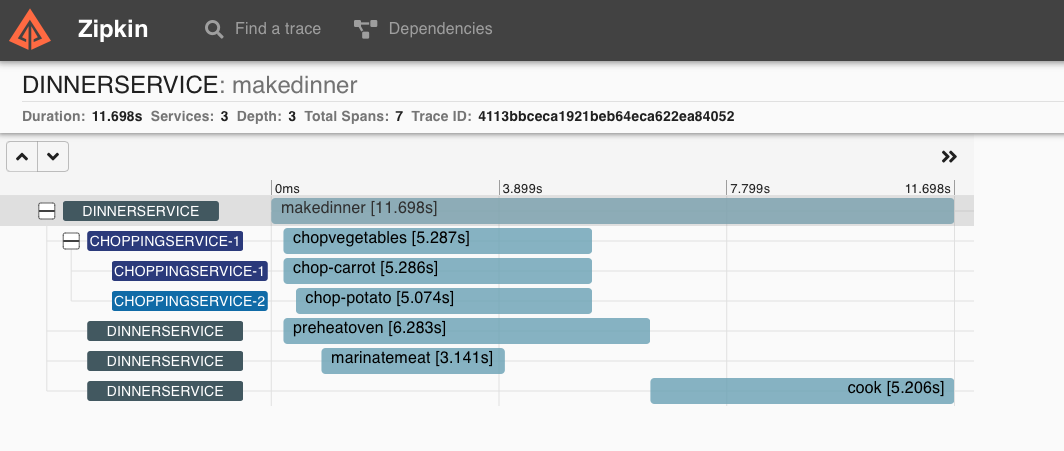 Zipkin Find a trace Dependencies
DINNERSERVICE: makedinner
Duration: 11.698s Services: 3 Depth: 3 Total Spans: 7 Trace ID: 4113bbceca1921beb64eca622ea84052
0ms 3.899s 7.799s 11.698s
DINNERSERVICE makedinner [11.698s]
CHOPPINGSERVICE-1 chopvegetables [5.287s]
CHOPPINGSERVICE-1 chop-carrot [5.286s]
CHOPPINGSERVICE-2 chop-potato [5.074s]
DINNERSERVICE preheatoven [6.283s]
DINNERSERVICE marinatemeat [3.141s]
DINNERSERVICE cook [5.206s]